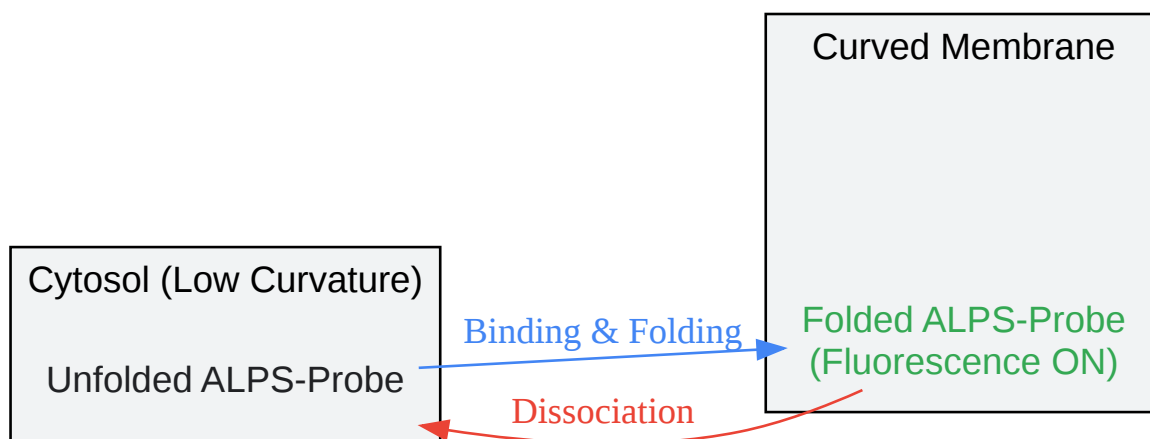 Curved Membrane
Cytosol (Low Curvature)
Binding & Folding
Folded ALPS-Probe
(Fluorescence ON)
Unfolded ALPS-Probe
Dissociation